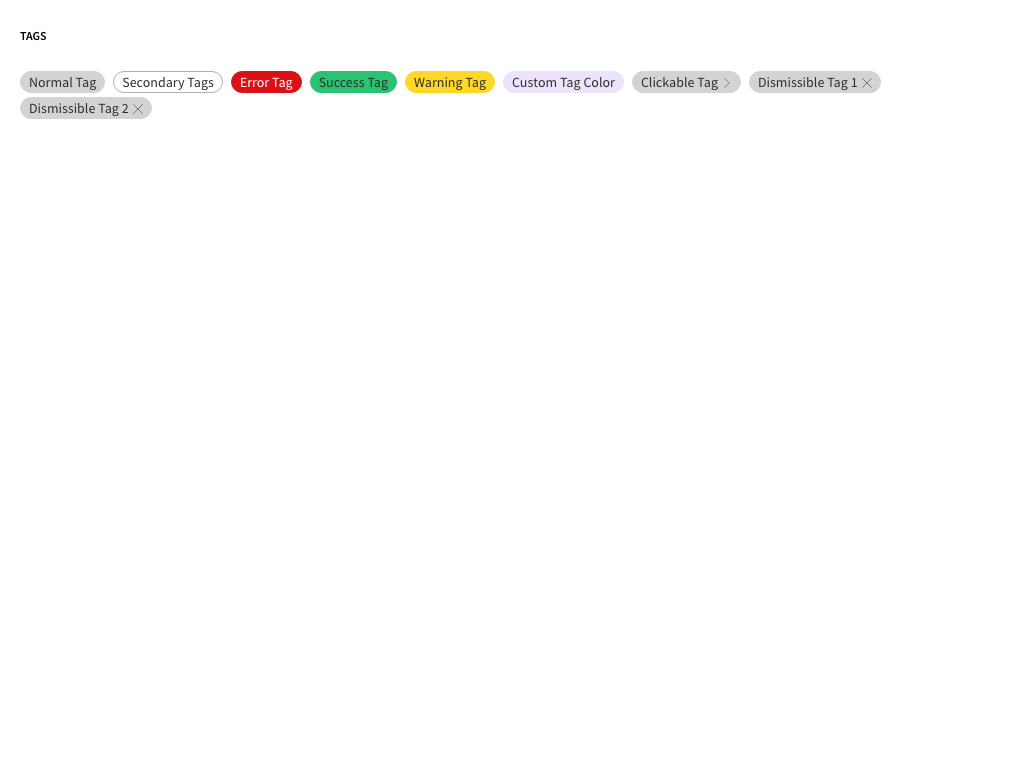 TAGS
Normal Tag Secondary Tags Error Tag Success Tag Warning Tag Custom Tag Color Clickable Tag Dismissible Tag 1
Dismissible Tag 2